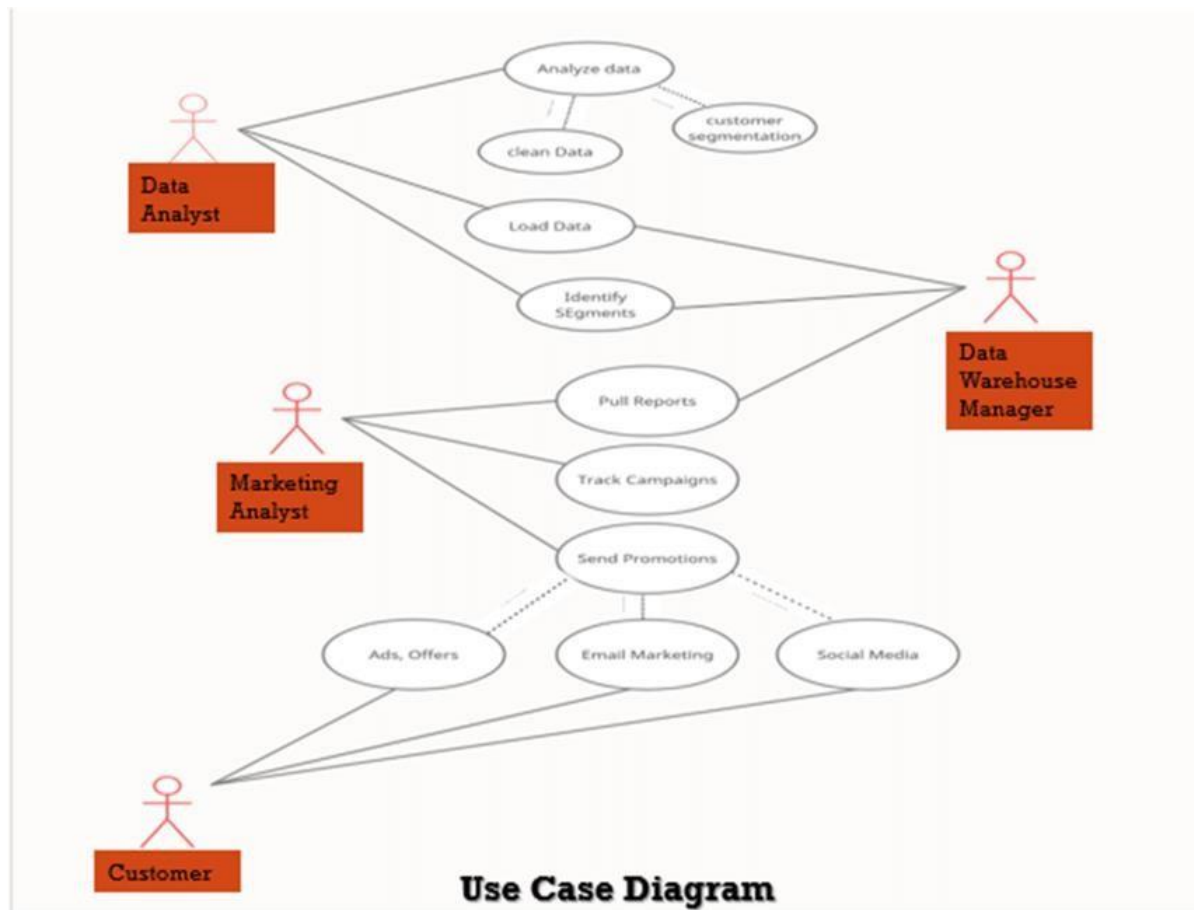 Analyze data
customer
segmentation
clean Data
Data
Analyst
Load Data
Identify
SEgments
Data
Warehouse
Manager
Pull Reports
Marketing
Analyst
Track Campaigns
Send Promotions
Ads, Offers
Email Marketing
Social Media
Customer
Use Case Diagram